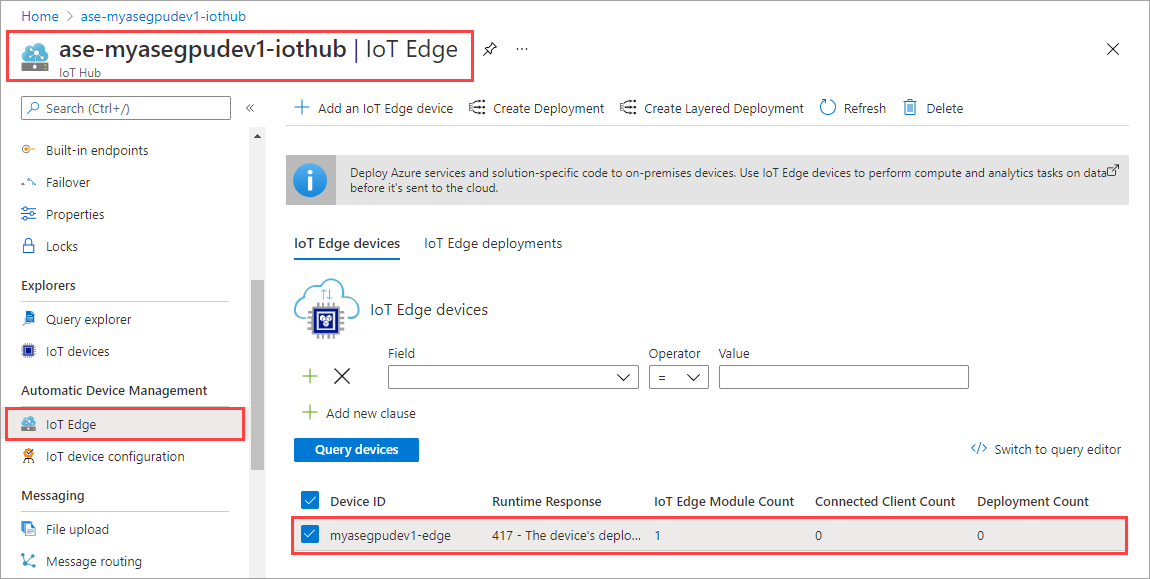 Home > ase-myasegpudev1-iothub
ase-myasegpudev1-iothub | IoT Edge ...
IoT Hub
Search (Ctrl+/) «
Built-in endpoints
Failover
Properties
Locks
Explorers
Query explorer
IoT devices
Automatic Device Management
IoT Edge
IoT device configuration
Messaging
File upload
Message routing
Add an IoT Edge device Create Deployment Create Layered Deployment Refresh Delete
Deploy Azure services and solution-specific code to on-premises devices. Use IoT Edge devices to perform compute and analytics tasks on data
before it's sent to the cloud.
IoT Edge devices IoT Edge deployments
IoT Edge devices
Field Operator Value
=
Add new clause
Query devices </> Switch to query editor
Device ID Runtime Response IoT Edge Module Count Connected Client Count Deployment Count
myasegpudev1-edge 417 - The device's deplo... 1 0 0